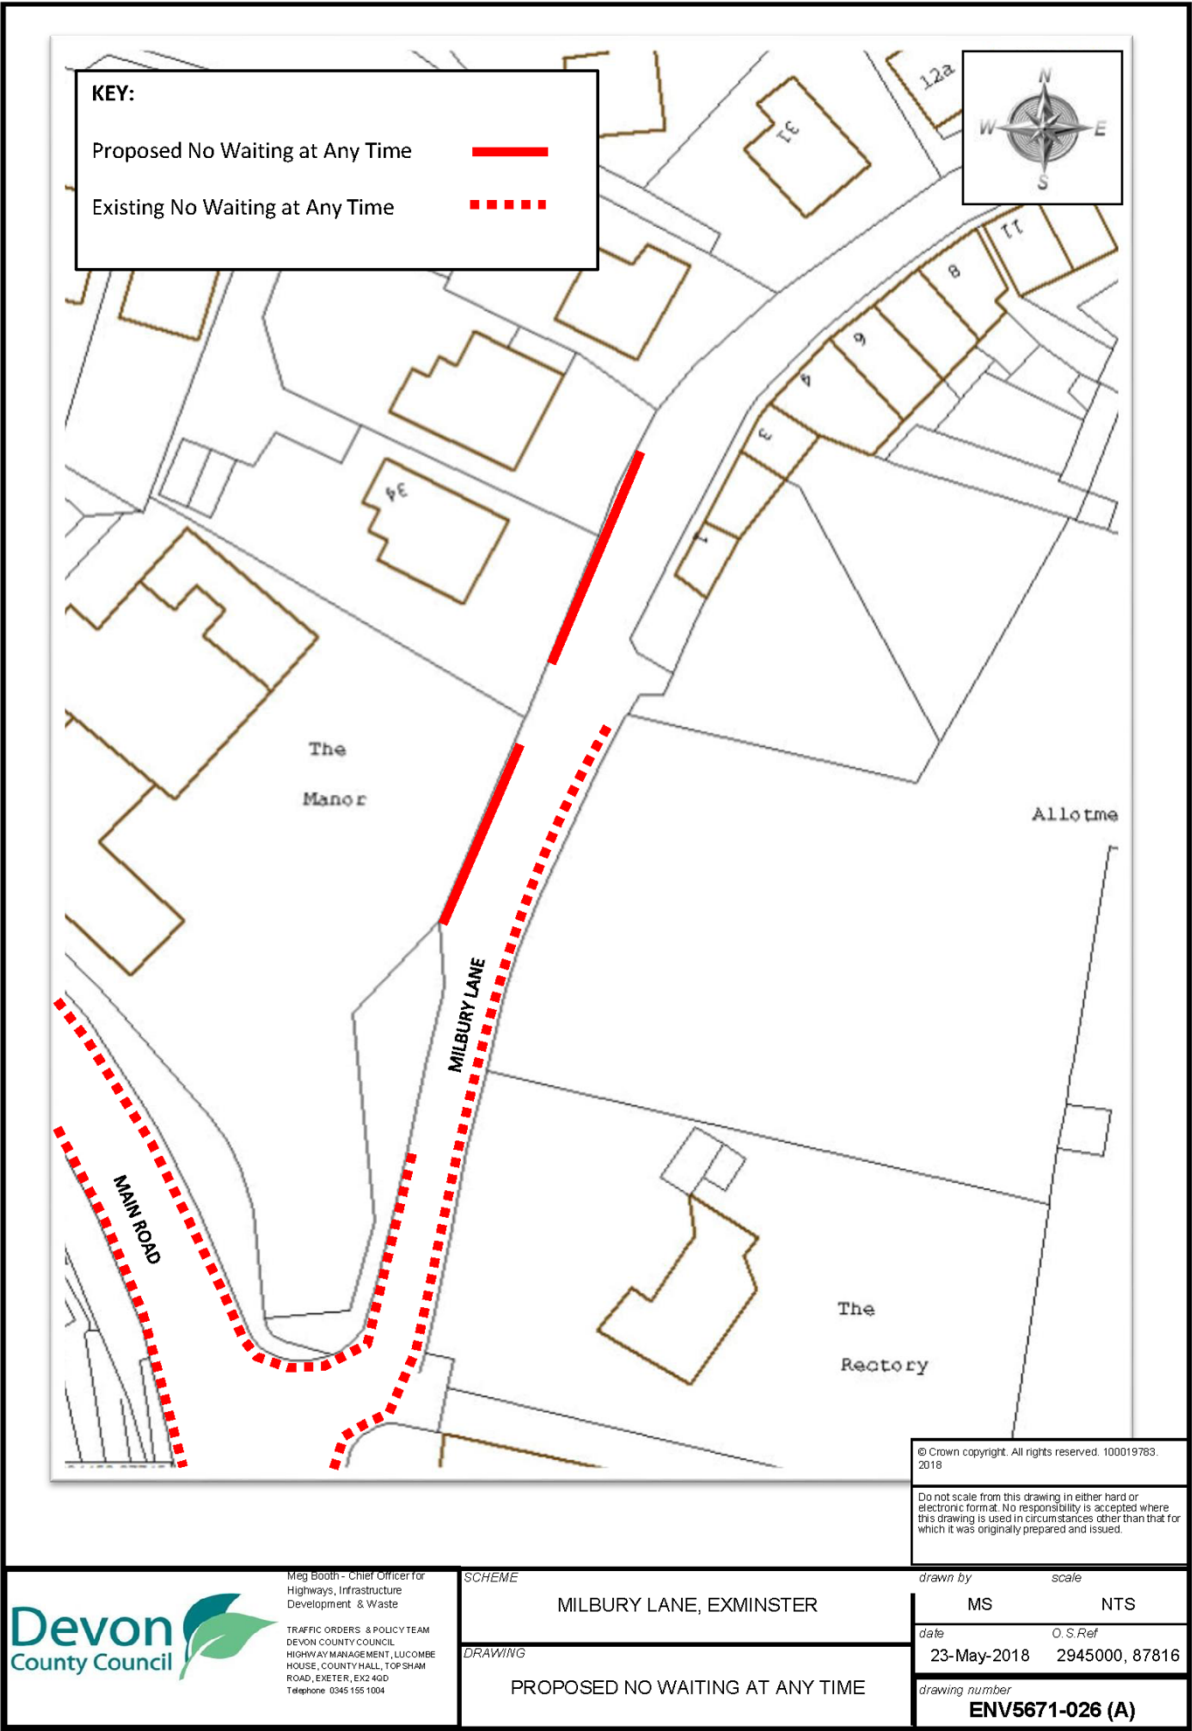 KEY:
Proposed No Waiting at Any Time
Existing No Waiting at Any Time
N
W E
S
12a
31
11
8
6
4
3
1
34
The
Manor
Allotme
MILBURY LANE
MAIN ROAD
The
Rectory
© Crown copyright. All rights reserved. 100019783.
2018
Do not scale from this drawing in either hard or
electronic format. No responsibility is accepted where
this drawing is used in circumstances other than that for
which it was originally prepared and issued.
Devon
County Council
Meg Booth - Chief Officer for
Highways, Infrastructure
Development & Waste
TRAFFIC ORDERS & POLICY TEAM
DEVON COUNTY COUNCIL
HIGHWAY MANAGEMENT, LUCOMBE
HOUSE, COUNTY HALL, TOPSHAM
ROAD, EXETER, EX2 4QD
Telephone 0345 155 1004
SCHEME
MILBURY LANE, EXMINSTER
DRAWING
PROPOSED NO WAITING AT ANY TIME
drawn by scale
MS NTS
date O.S.Ref
23-May-2018 2945000, 87816
drawing number
ENV5671-026 (A)